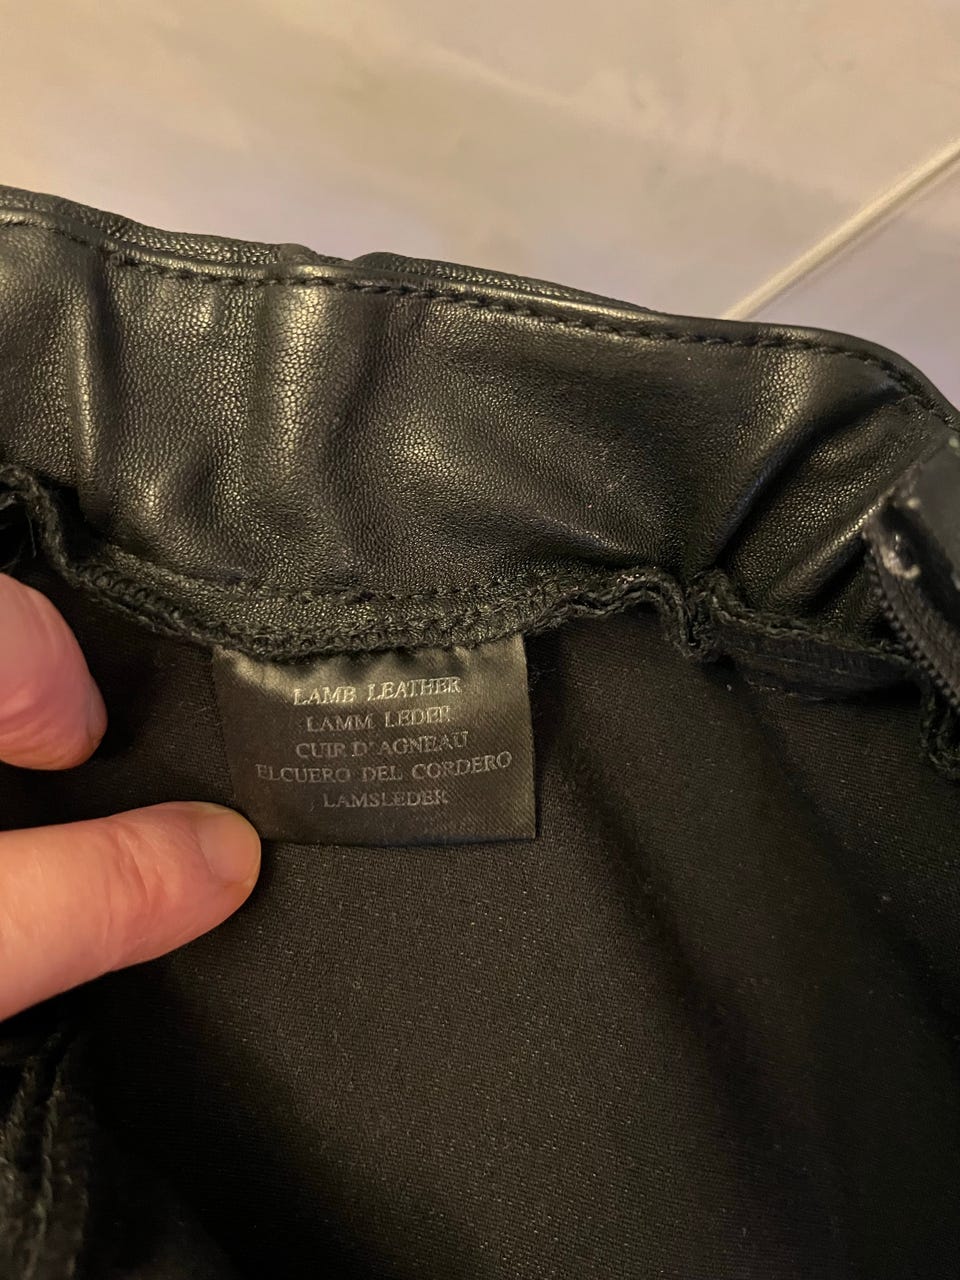 LAMB LEATHER
LAMM LEDER
CUIR D'AGNEAU
ELCUERO DEL CORDERO
LAMSLEDER